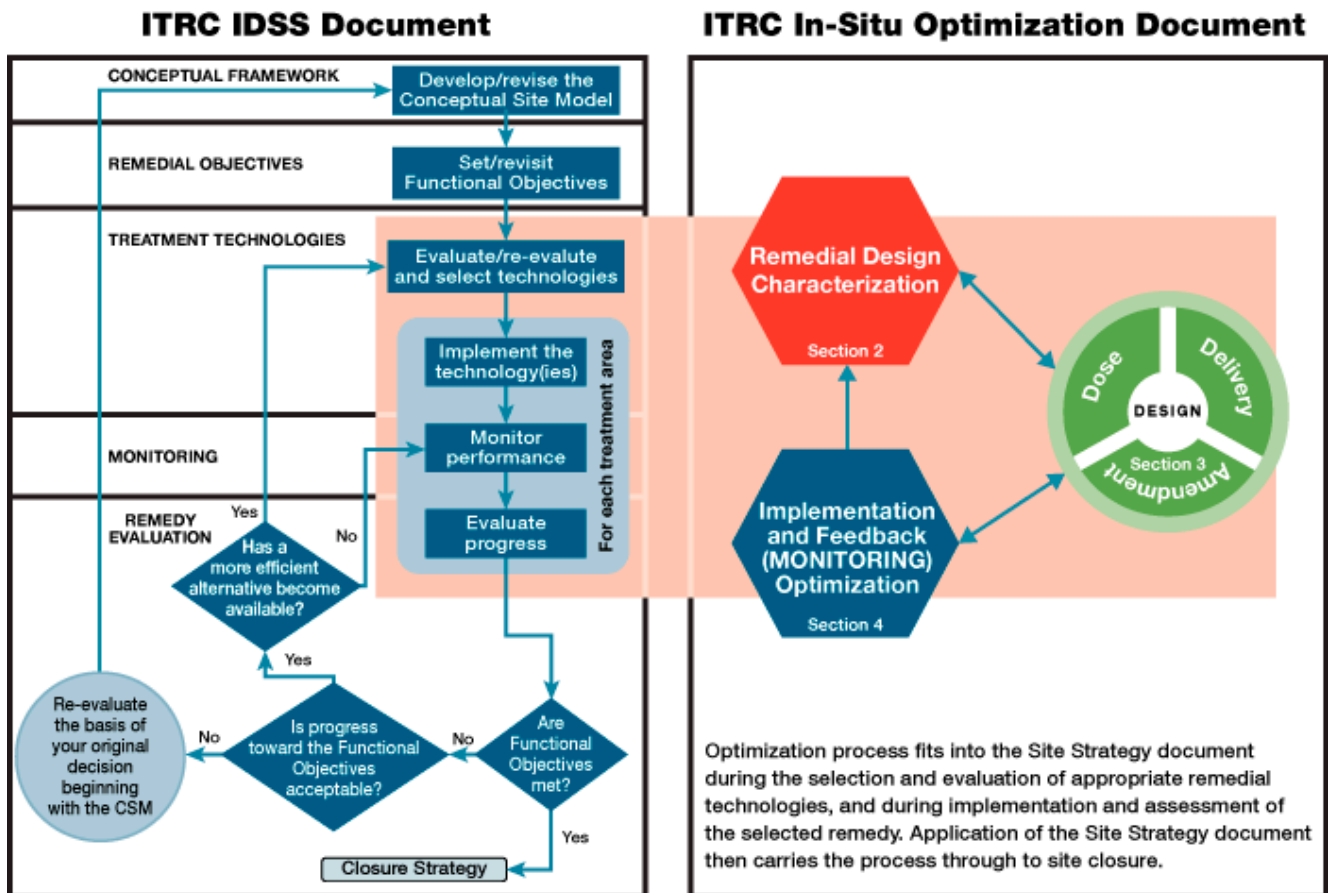 ITRC IDSS Document
CONCEPTUAL FRAMEWORK
Develop/revise the
Conceptual Site Model
REMEDIAL OBJECTIVES
Set/revisit
Functional Objectives
TREATMENT TECHNOLOGIES
Evaluate/re-evalute
and select technologies
Implement the
technology(ies)
For each treatment area
MONITORING
Monitor
performance
REMEDY
EVALUATION
Evaluate
progress
Yes
No
Has a
more efficient
alternative become
available?
Yes
Re-evaluate
the basis of
your original
decision
beginning
with the CSM
No
Is progress
toward the Functional
Objectives
acceptable?
No
Are
Functional
Objectives
met?
Yes
Closure Strategy
ITRC In-Situ Optimization Document
Remedial Design
Characterization
Section 2
Dose
Delivery
DESIGN
Section 3
Amendment
Implementation
and Feedback
(MONITORING)
Optimization
Section 4
Optimization process fits into the Site Strategy document
during the selection and evaluation of appropriate remedial
technologies, and during implementation and assessment of
the selected remedy. Application of the Site Strategy document
then carries the process through to site closure.